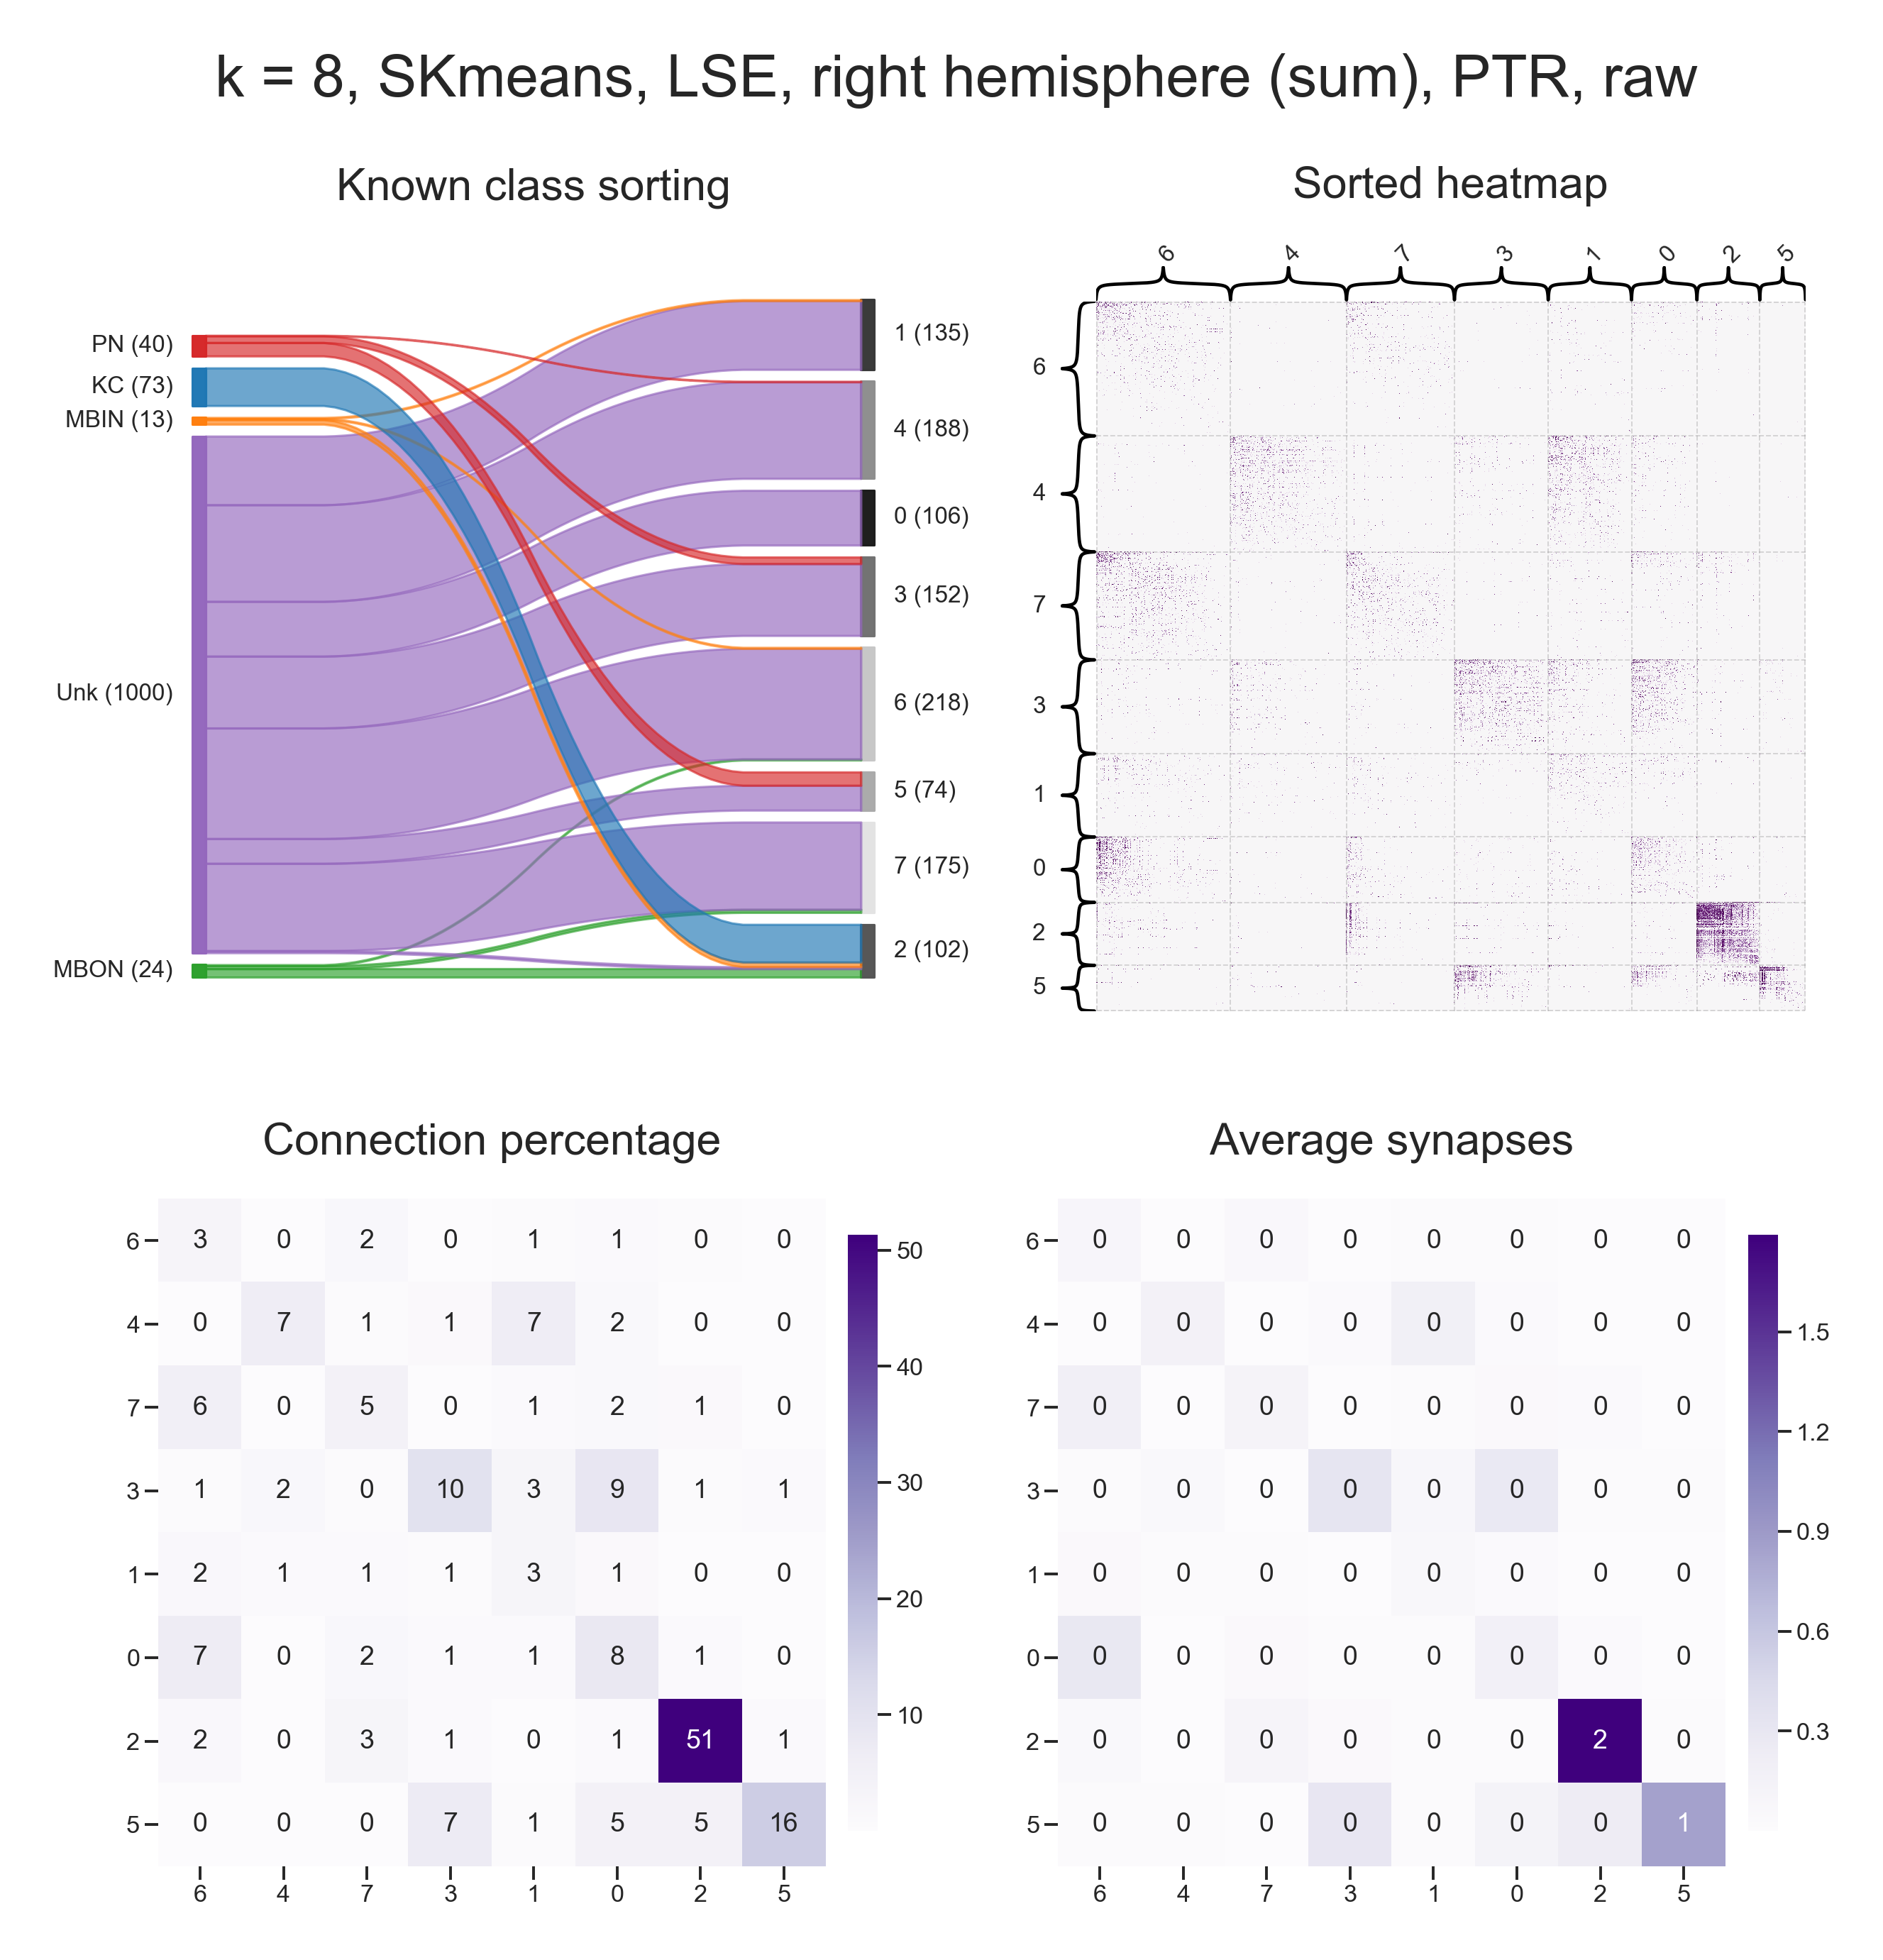 k = 8, SKmeans, LSE, right hemisphere (sum), PTR, raw
Known class sorting
PN (40)
KC (73)
MBIN (13)
Unk (1000)
MBON (24)
1 (135)
4 (188)
0 (106)
3 (152)
6 (218)
5 (74)
7 (175)
2 (102)
Sorted heatmap
6 4 7 3 1 0 2 5
6
4
7
3
1
0
2
5
Connection percentage
6 3 0 2 0 1 1 0 0
4 0 7 1 1 7 2 0 0
7 6 0 5 0 1 2 1 0
3 1 2 0 10 3 9 1 1
1 2 1 1 1 3 1 0 0
0 7 0 2 1 1 8 1 0
2 2 0 3 1 0 1 51 1
5 0 0 0 7 1 5 5 16
6 4 7 3 1 0 2 5
50
40
30
20
10
Average synapses
6 0 0 0 0 0 0 0 0
4 0 0 0 0 0 0 0 0
7 0 0 0 0 0 0 0 0
3 0 0 0 0 0 0 0 0
1 0 0 0 0 0 0 0 0
0 0 0 0 0 0 0 0 0
2 0 0 0 0 0 0 2 0
5 0 0 0 0 0 0 0 1
6 4 7 3 1 0 2 5
1.5
1.2
0.9
0.6
0.3